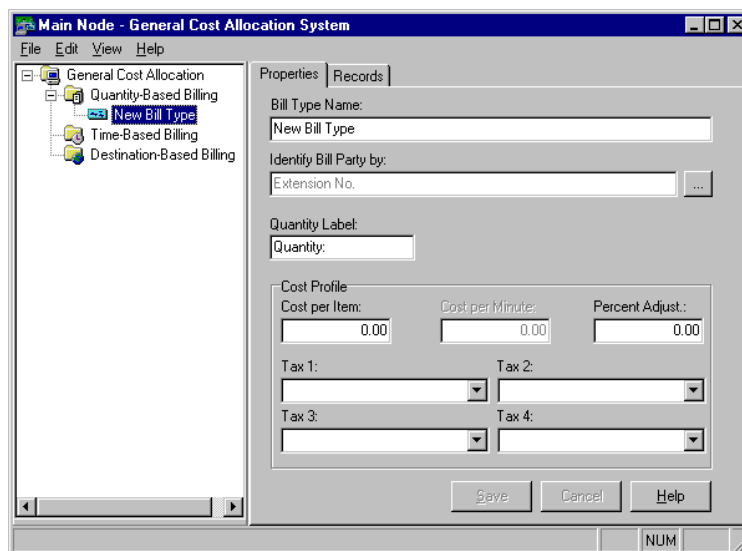 Main Node - General Cost Allocation System
File Edit View Help
General Cost Allocation
Quantity-Based Billing
New Bill Type
Time-Based Billing
Destination-Based Billing
Properties Records
Bill Type Name:
New Bill Type
Identify Bill Party by:
Extension No.
...
Quantity Label:
Quantity:
Cost Profile
Cost per Item: Cost per Minute: Percent Adjust.:
0.00 0.00 0.00
Tax 1: Tax 2:
Tax 3: Tax 4:
Save Cancel Help
NUM